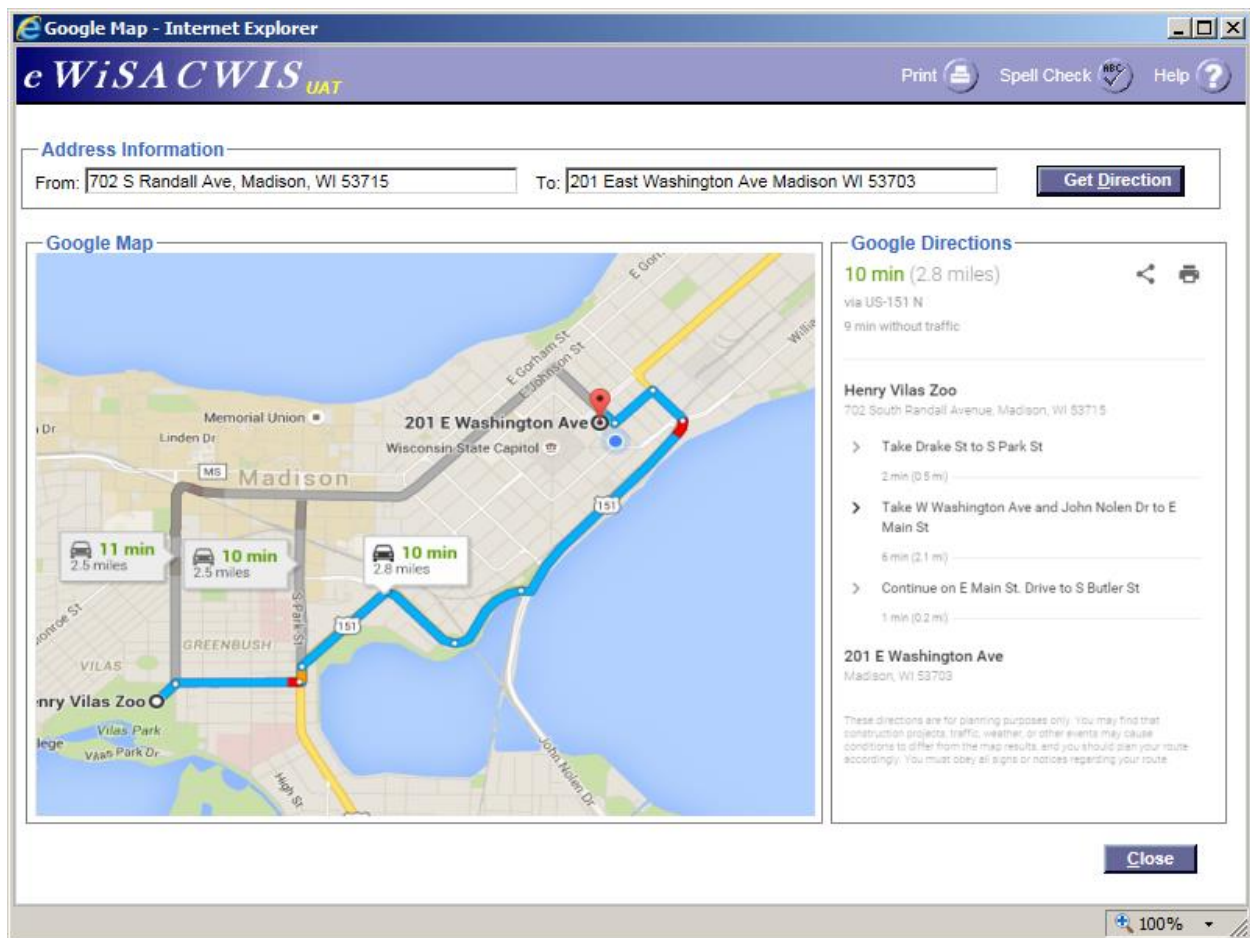 Google Map - Internet Explorer
e WiSACWIS UAT
Print
Spell Check
ABC
Help
?
Address Information
From: 702 S Randall Ave, Madison, WI 53715
To: 201 East Washington Ave Madison WI 53703
Get Direction
Google Map
E Gorham St
E Johnson St
Memorial Union
Linden Dr
201 E Washington Ave
Wisconsin State Capitol
MS
Madison
151
11 min
2.5 miles
10 min
2.5 miles
10 min
2.8 miles
S Park St
151
GREENBUSH
VILAS
nry Vilas Zoo
Vilas Park
lege
Vilas Park Dr
High St
John Nolen Dr
Google Directions
10 min (2.8 miles)
via US-151 N
9 min without traffic
Henry Vilas Zoo
702 South Randall Avenue, Madison, WI 53715
Take Drake St to S Park St
2 min (0.5 mi)
Take W Washington Ave and John Nolen Dr to E
Main St
6 min (2.1 mi)
Continue on E Main St. Drive to S Butler St
1 min (0.2 mi)
201 E Washington Ave
Madison, WI 53703
These directions are for planning purposes only. You may find that
construction projects, traffic, weather, or other events may cause
conditions to differ from the map results, and you should plan your route
accordingly. You must obey all signs or notices regarding your route.
Close
100%